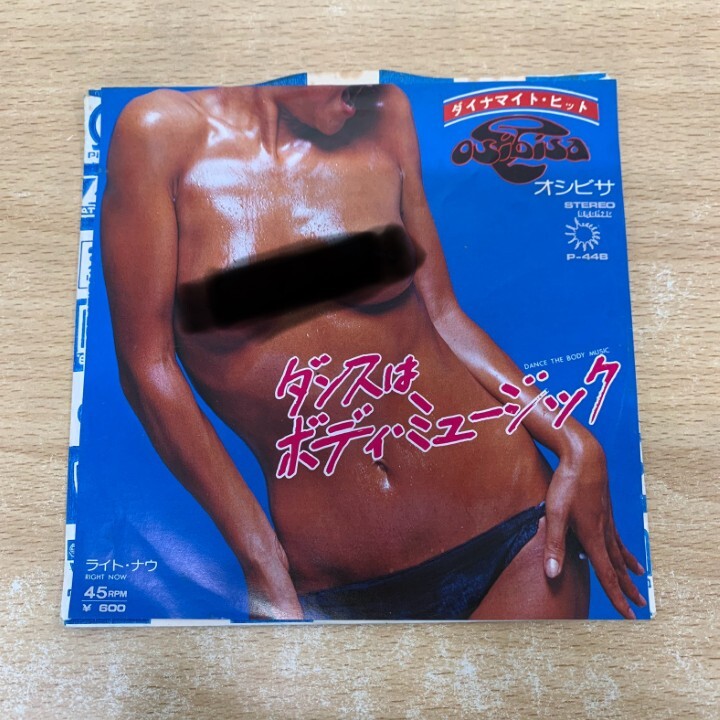 ダイナマイト・ヒット
osibisa
オシビサ
STEREO
BRONZE
P-448
DANCE THE BODY MUSIC
ダンスは
ボディ・ミュージック
ライト・ナウ
RIGHT NOW
45RPM
¥ 600